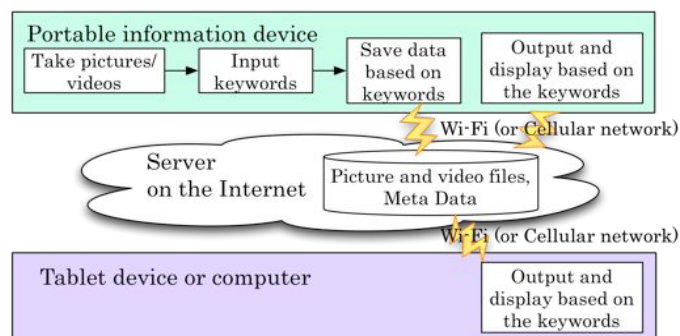 Portable information device
Take pictures/
videos
Input
keywords
Save data
based on
keywords
Output and
display based on
the keywords
Wi-Fi (or Cellular network)
Server
on the Internet
Picture and video files,
Meta Data
Wi-Fi (or Cellular network)
Tablet device or computer
Output and
display based on
the keywords